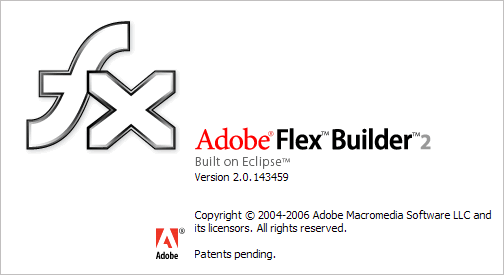 fx
Adobe® Flex™ Builder™ 2
Built on Eclipse™
Version 2.0.143459
Copyright © 2004-2006 Adobe Macromedia Software LLC and
its licensors. All rights reserved.
Adobe®
Patents pending.